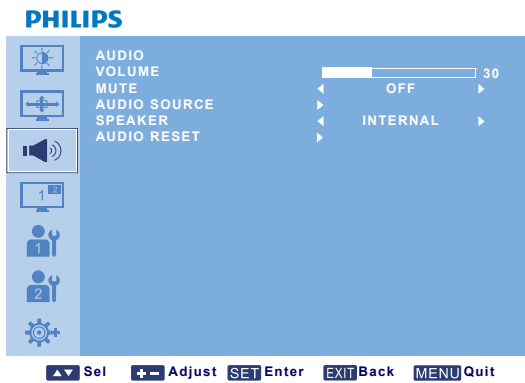 PHILIPS
AUDIO
VOLUME 30
MUTE OFF
AUDIO SOURCE
SPEAKER INTERNAL
AUDIO RESET
1 2
1
2
Sel + - Adjust SET Enter EXIT Back MENU Quit